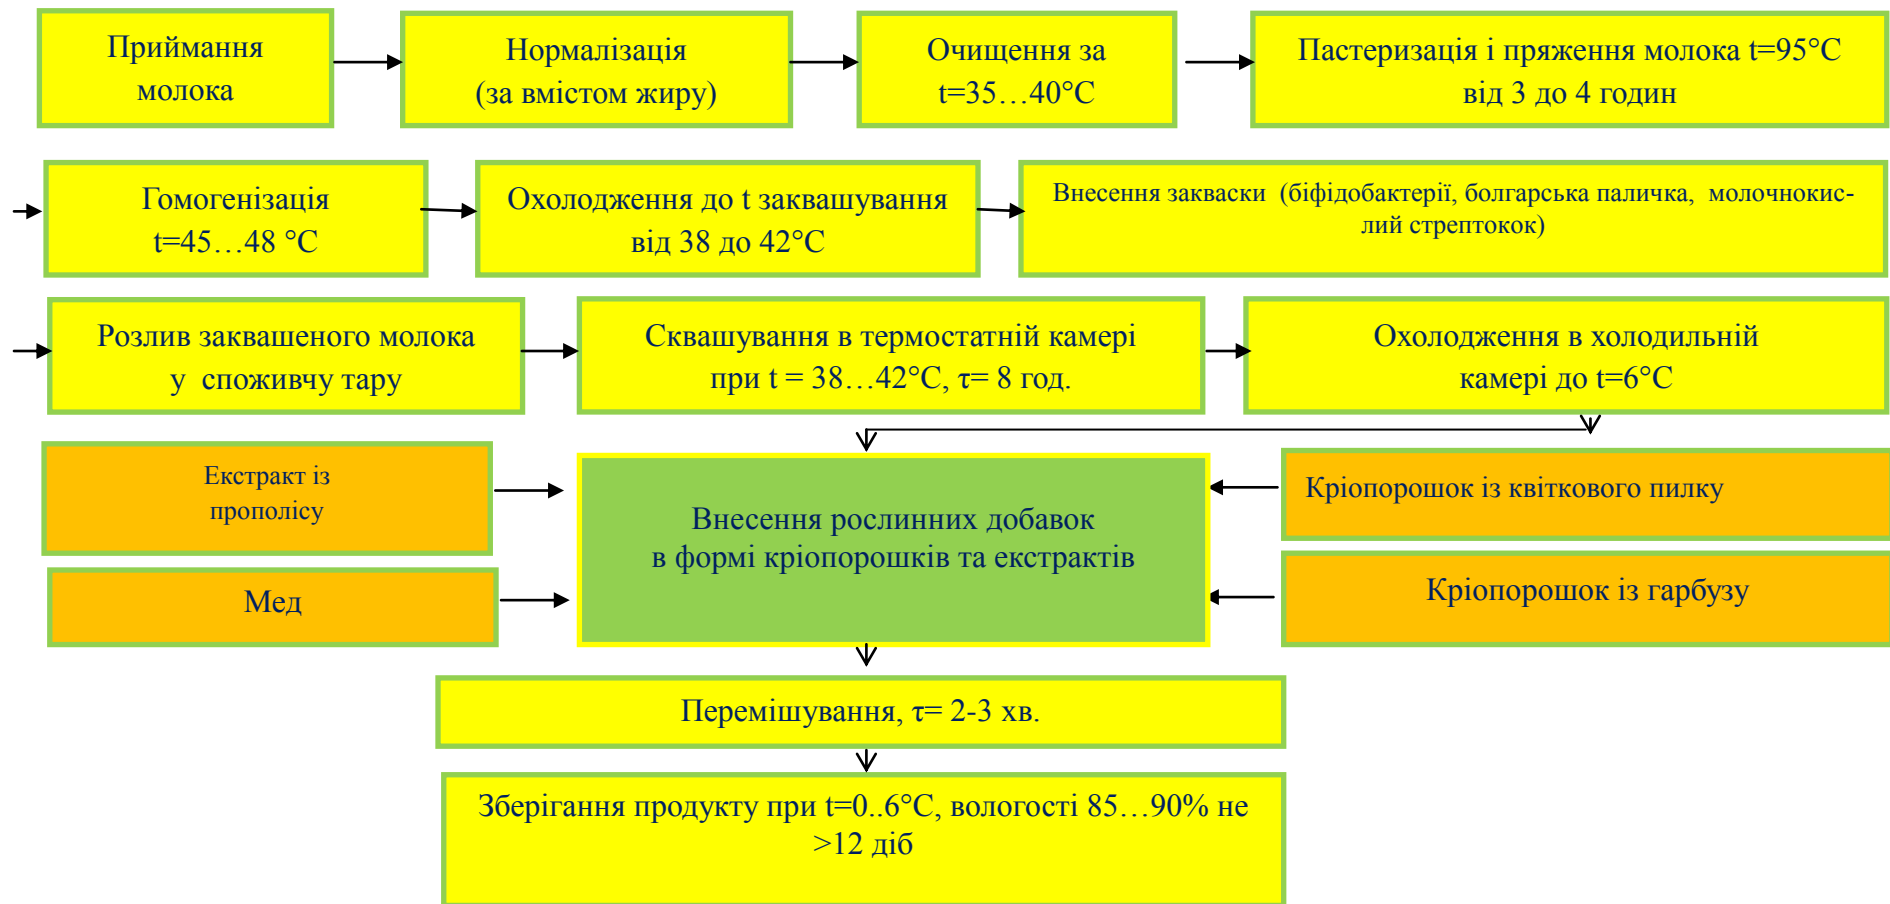 Приймання
молока
Нормалізація
(за вмістом жиру)
Очищення за
t=35…40°С
Пастеризація і пряження молока t=95°С
від 3 до 4 годин
Гомогенізація
t=45…48 °С
Охолодження до t заквашування
від 38 до 42°С
Внесення закваски (біфідобактерії, болгарська паличка, молочнокис-
лий стрептокок)
Розлив заквашеного молока
у споживчу тару
Сквашування в термостатній камері
при t = 38…42°С, τ= 8 год.
Охолодження в холодильній
камері до t=6°С
Екстракт із
прополісу
Мед
Внесення рослинних добавок
в формі кріопорошків та екстрактів
Кріопорошок із квіткового пилку
Кріопорошок із гарбузу
Перемішування, τ= 2-3 хв.
Зберігання продукту при t=0..6°С, вологості 85…90% не
>12 діб